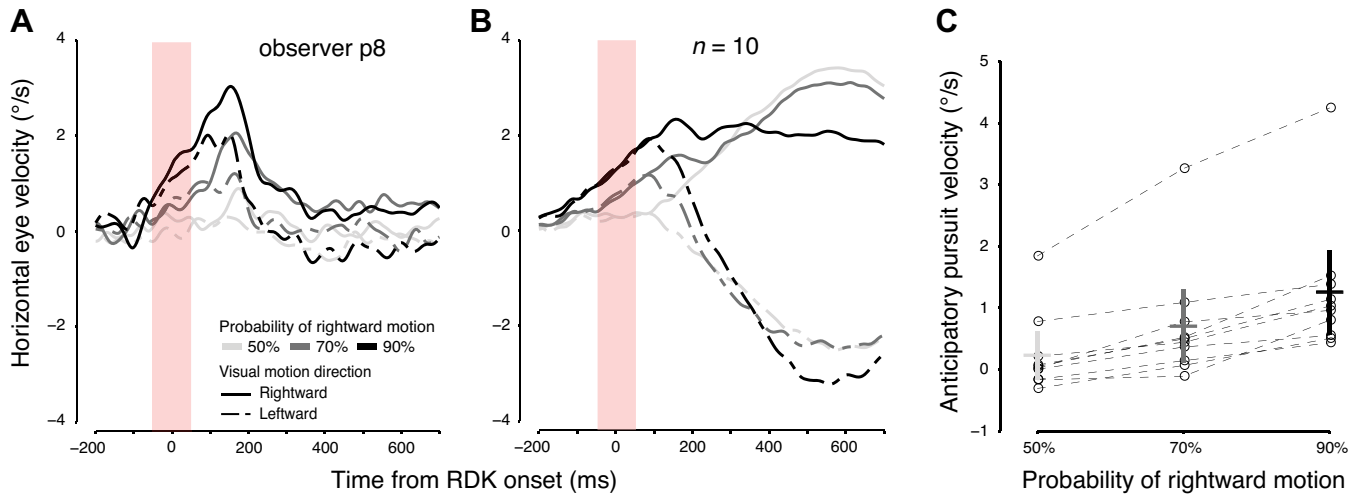 A
B
C
observer p8
n = 10
Horizontal eye velocity (°/s)
4
2
0
−2
−4
Probability of rightward motion
50% 70% 90%
Visual motion direction
Rightward
Leftward
−200 0 200 400 600
4
2
0
−2
−4
−200 0 200 400 600
Time from RDK onset (ms)
Anticipatory pursuit velocity (°/s)
5
4
3
2
1
0
−1
50% 70% 90%
Probability of rightward motion